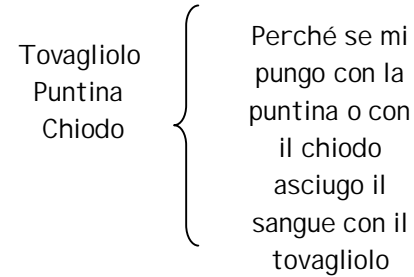 Tovagliolo
Puntina
Chiodo
Perché se mi
pungo con la
puntina o con
il chiodo
asciugo il
sangue con il
tovagliolo